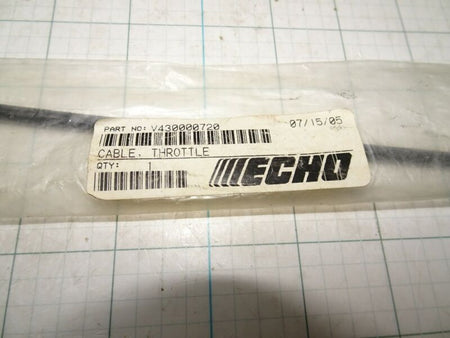 PART NO: V430000720 07/15/05
CABLE, THROTTLE
QTY: 1 ECHO